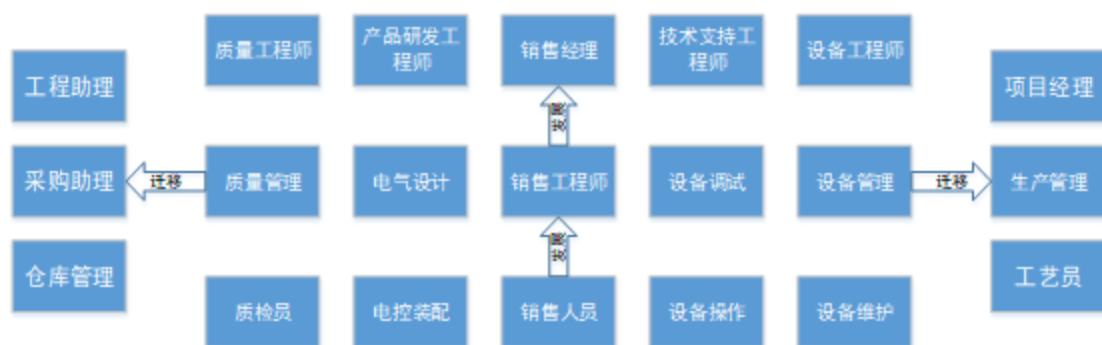 质量工程师
产品研发工
程师
销售经理
技术支持工
程师
设备工程师
工程助理
项目经理
发展
采购助理
迁移
质量管理
电气设计
销售工程师
设备调试
设备管理
迁移
生产管理
发展
仓库管理
工艺员
质检员
电控装配
销售人员
设备操作
设备维护